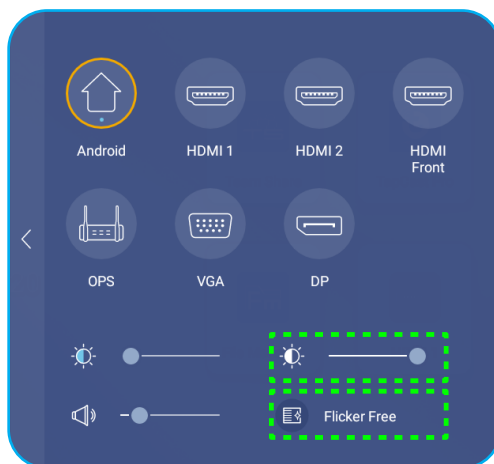 Android
HDMI 1
HDMI 2
HDMI
Front
OPS
VGA
DP
Flicker Free